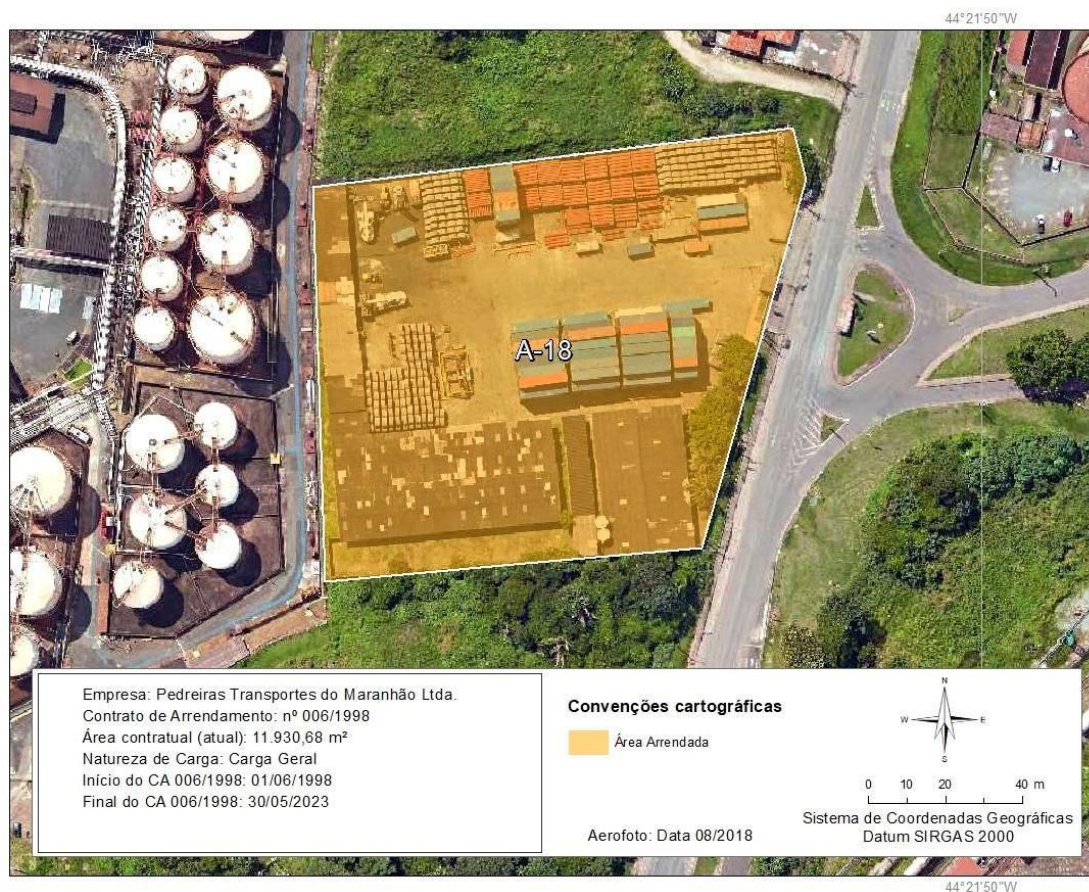 44°21'50"W
A-18
Empresa: Pedreiras Transportes do Maranhão Ltda.
Contrato de Arrendamento: nº 006/1998
Área contratual (atual): 11.930,68 m²
Natureza de Carga: Carga Geral
Início do CA 006/1998: 01/06/1998
Final do CA 006/1998: 30/05/2023
Convenções cartográficas
Área Arrendada
Aerofoto: Data 08/2018
N
W E
S
0 10 20 40 m
Sistema de Coordenadas Geográficas
Datum SIRGAS 2000
44°21'50"W